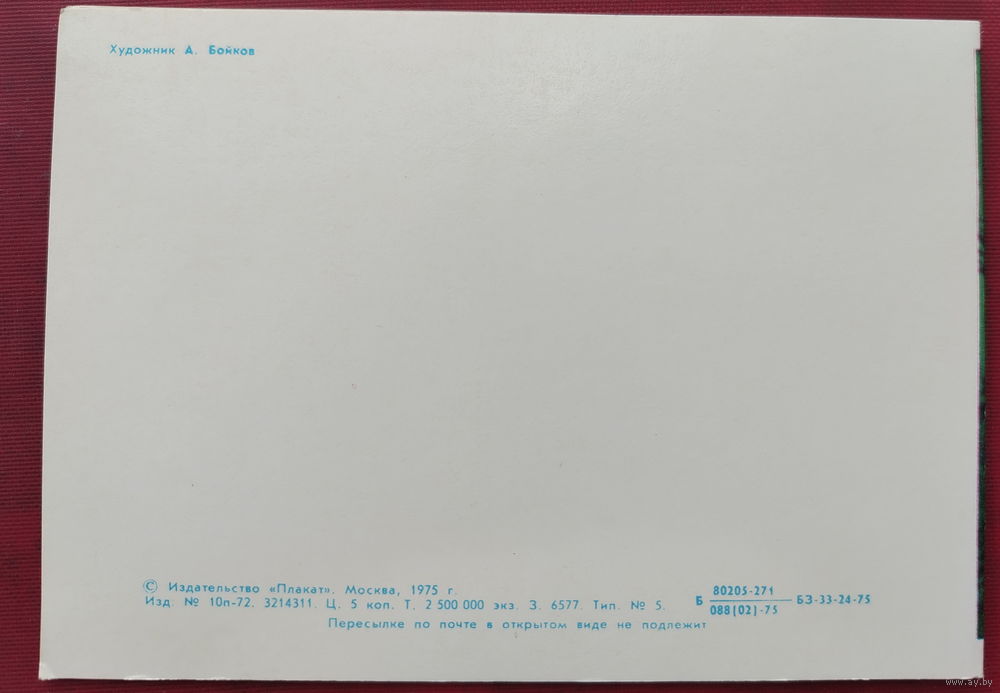 Художник А. Бойков
© Издательство «Плакат». Москва, 1975 г.
Изд. № 10п-72. 3214311. Ц. 5 коп. Т. 2 500 000 экз. З. 6577. Тип. № 5.
Б 80205-271 БЗ-33-24-75
088(02)-75
Пересылке по почте в открытом виде не подлежит
www.ay.by